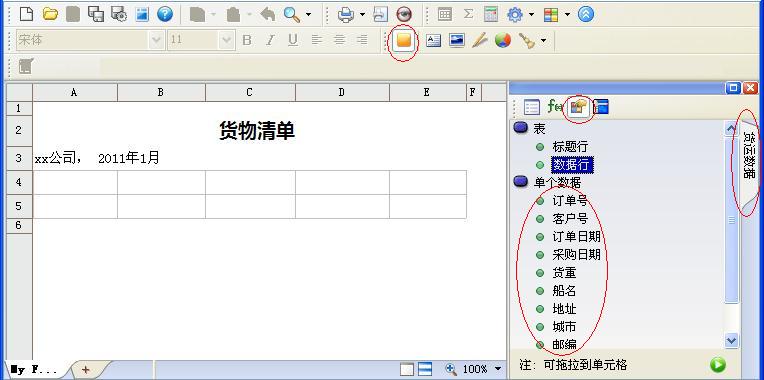 宋体 11 B I U
f(x)
A B C D E F
1
2 货物清单
3 xx公司， 2011年1月
4
5
6
表
标题行
数据行
单个数据
订单号
客户号
订单日期
采购日期
货重
船名
地址
城市
邮编
注: 可拖拉到单元格
货运数据
My F... +
100%